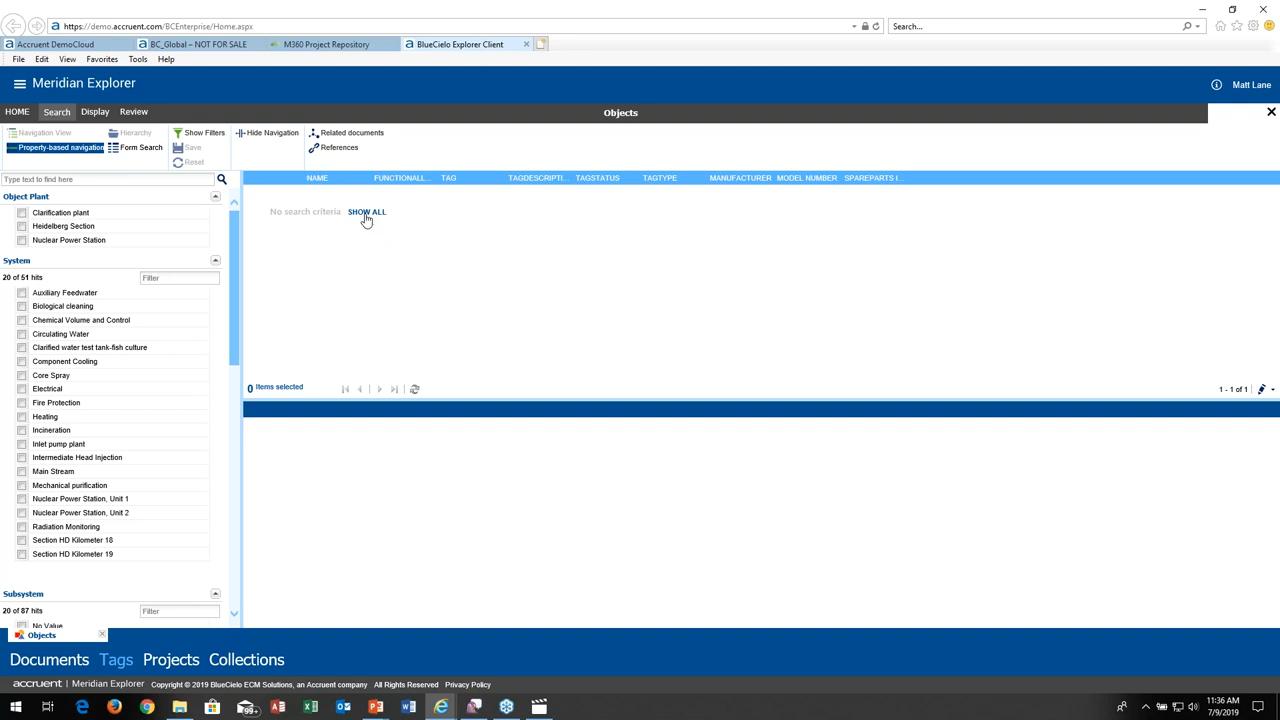 https://demo.accruent.com/BCEnterprise/Home.aspx
Search...
Accruent DemoCloud
BC_Global – NOT FOR SALE
M360 Project Repository
BlueCielo Explorer Client
File Edit View Favorites Tools Help
Meridian Explorer
Matt Lane
HOME Search Display Review
Objects
Navigation View
Hierarchy
Show Filters
Hide Navigation
Related documents
Property-based navigation
Form Search
Save
References
Reset
Type text to find here
NAME FUNCTIONALL... TAG TAGDESCRIPTI... TAGSTATUS TAGTYPE MANUFACTURER MODEL NUMBER SPAREPARTS I...
Object Plant
No search criteria SHOW ALL
Clarification plant
Heidelberg Section
Nuclear Power Station
System
20 of 51 hits
Filter
Auxiliary Feedwater
Biological cleaning
Chemical Volume and Control
Circulating Water
Clarified water test tank-fish culture
Component Cooling
Core Spray
Electrical
0 Items selected
1 - 1 of 1
Fire Protection
Heating
Incineration
Inlet pump plant
Intermediate Head Injection
Main Stream
Mechanical purification
Nuclear Power Station, Unit 1
Nuclear Power Station, Unit 2
Radiation Monitoring
Section HD Kilometer 18
Section HD Kilometer 19
Subsystem
20 of 87 hits
Filter
No Value
Objects
Documents Tags Projects Collections
accruent | Meridian Explorer Copyright © 2019 BlueCielo ECM Solutions, an Accruent company All Rights Reserved Privacy Policy
99+
11:36 AM
7/9/2019